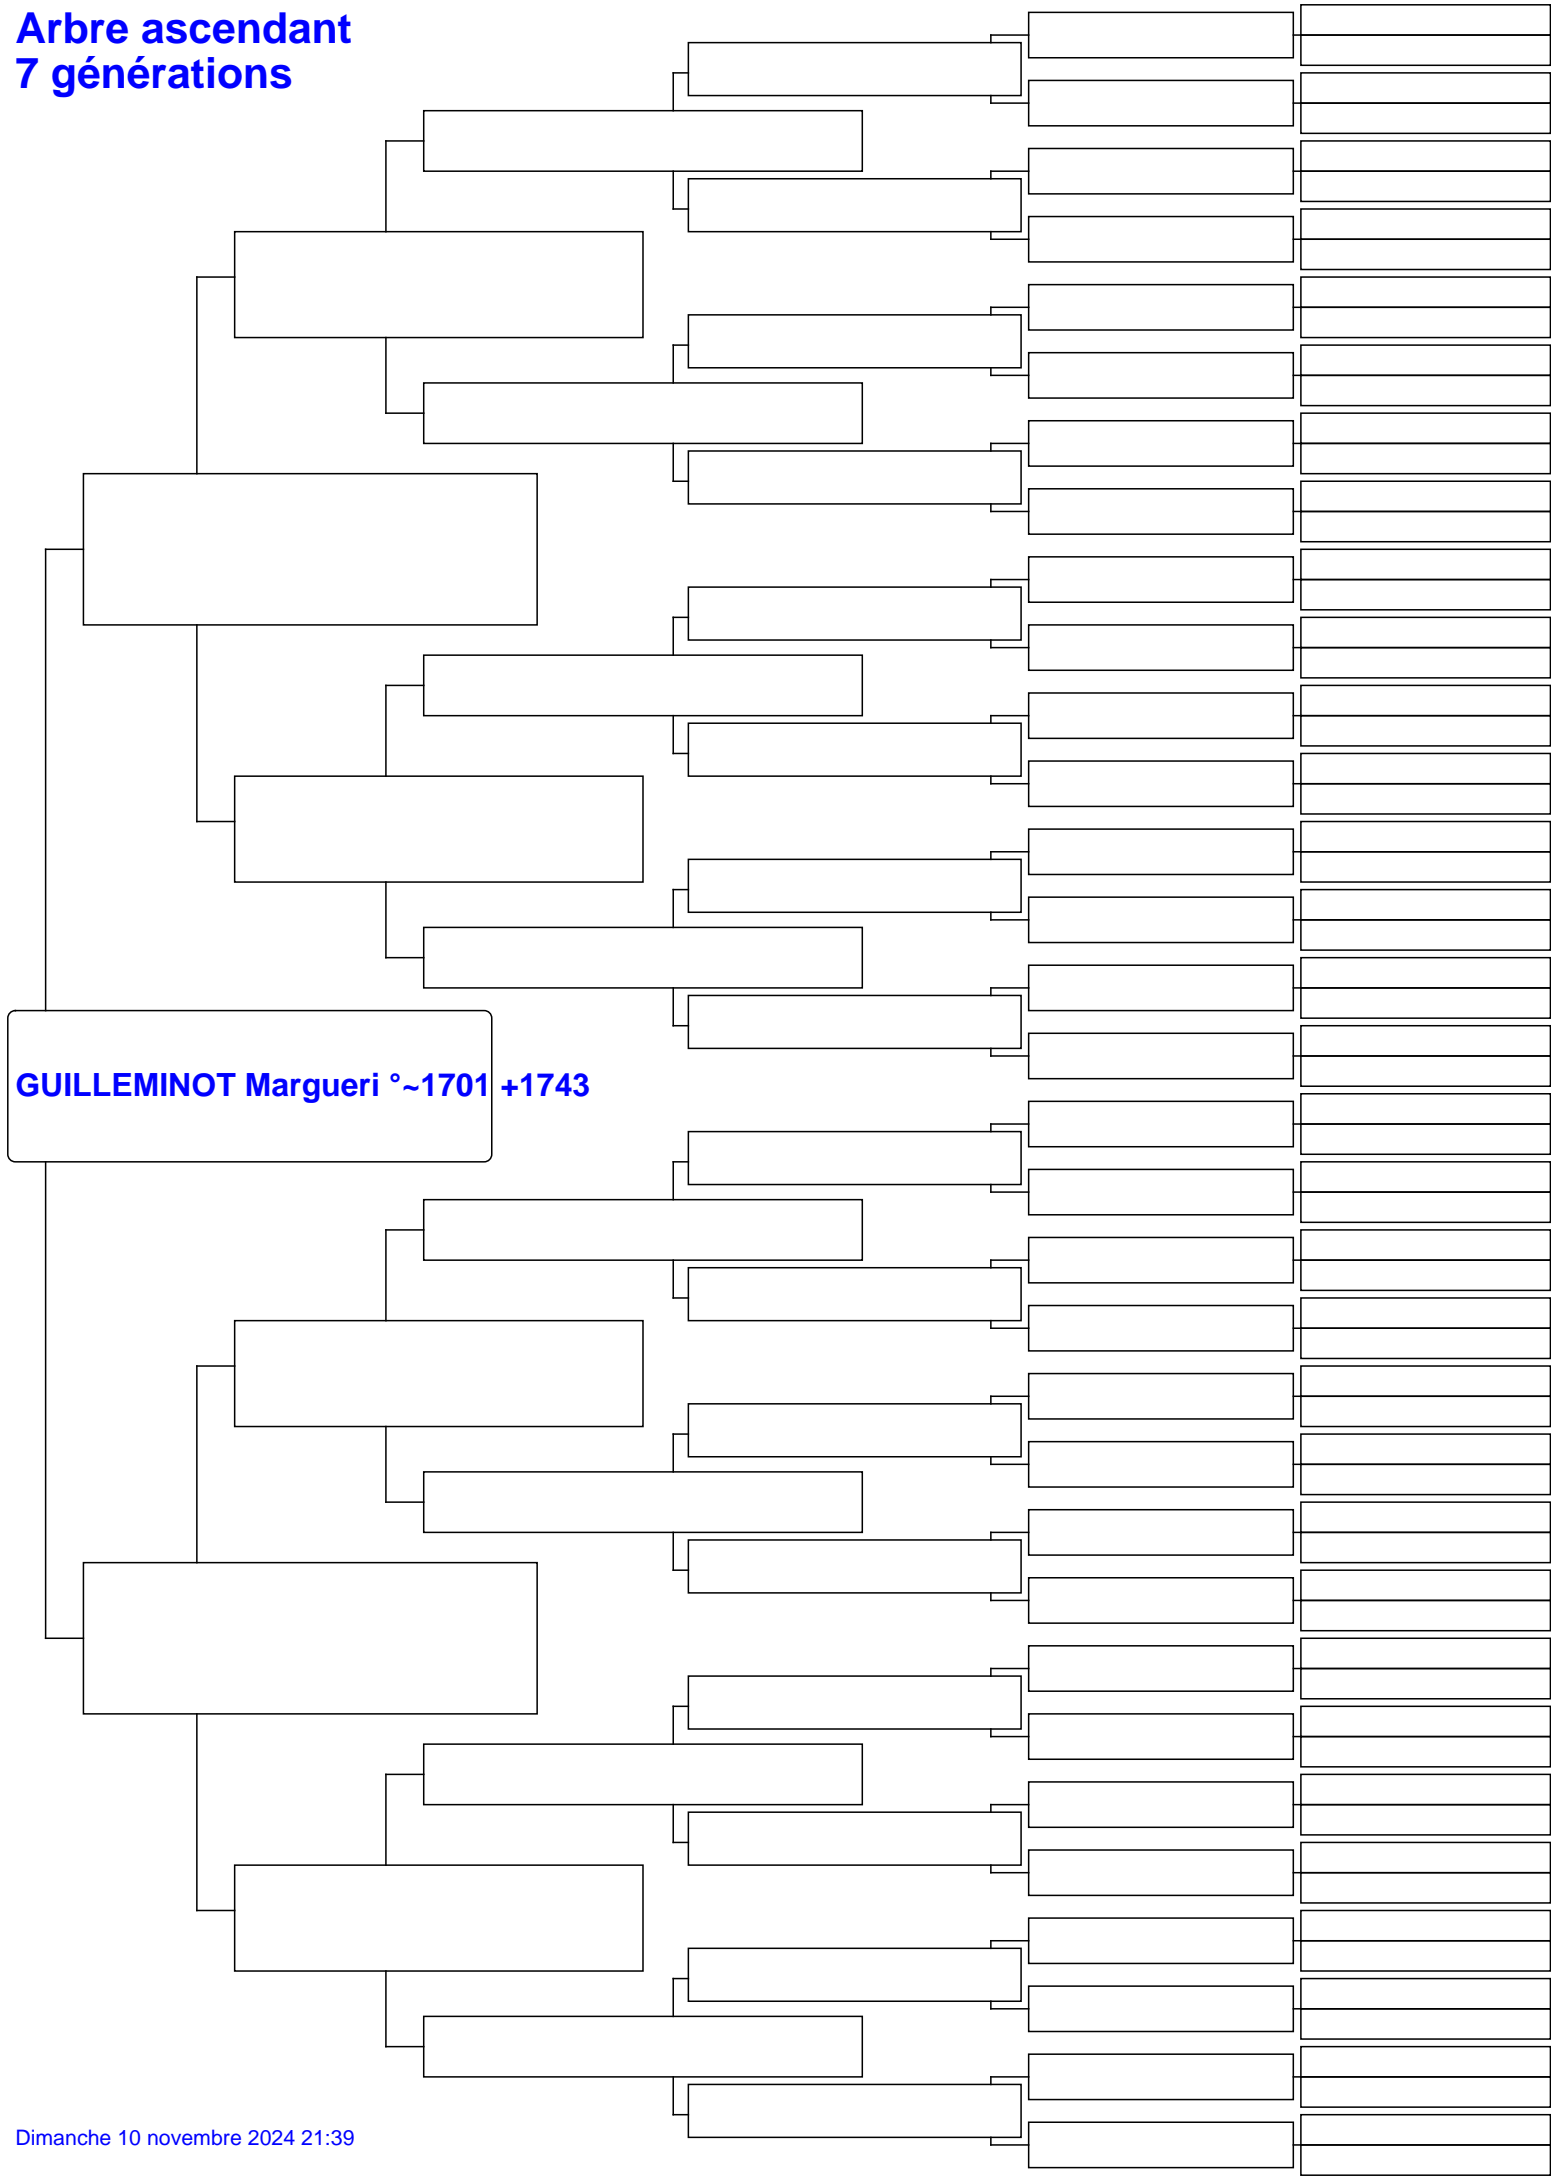 Arbre ascendant
7 générations
GUILLEMINOT Margueri °~1701 +1743
Dimanche 10 novembre 2024 21:39